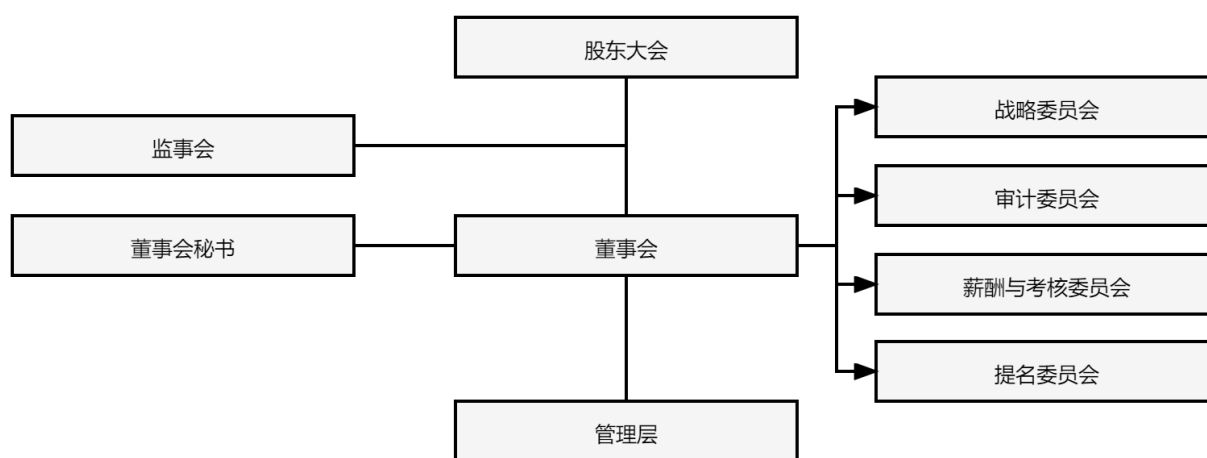 股东大会
监事会
董事会秘书
董事会
战略委员会
审计委员会
薪酬与考核委员会
提名委员会
管理层